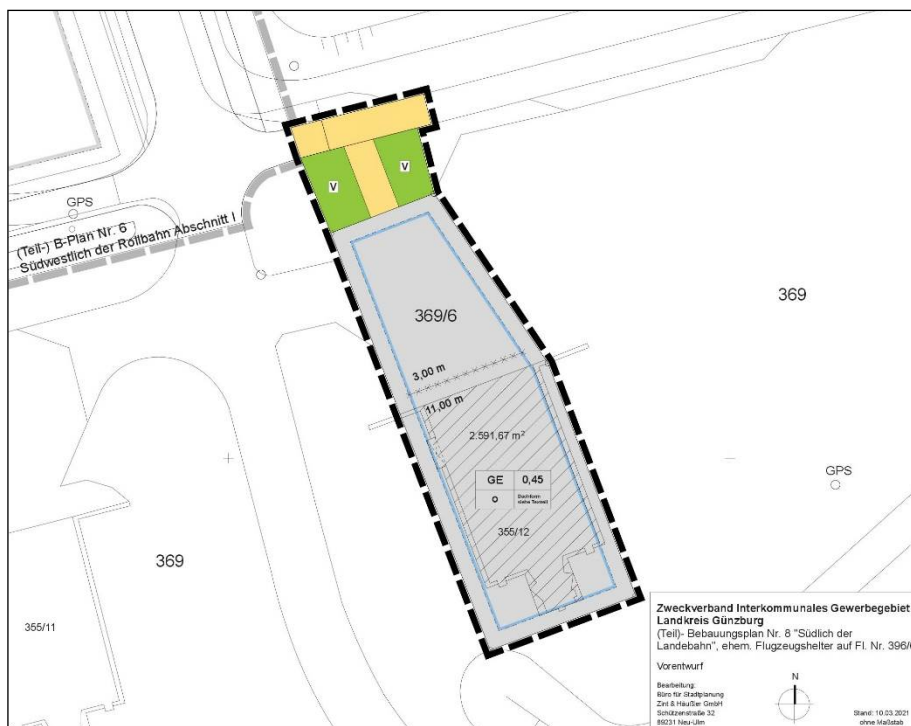 GPS
(Teil-) B-Plan Nr. 6
Südwestlich der Rollbahn Abschnitt I
V
V
369/6
369
3,00 m
11,00 m
2.591,67 m²
GE 0,45
o Dachform siehe Textteil
355/12
GPS
369
355/11
Zweckverband Interkommunales Gewerbegebiet
Landkreis Günzburg
(Teil)- Bebauungsplan Nr. 8 "Südlich der
Landebahn", ehem. Flugzeugshelter auf Fl. Nr. 396/6
Vorentwurf
N
Bearbeitung:
Büro für Stadtplanung
Zint & Häußler GmbH
Schützenstraße 32
89231 Neu-Ulm
Stand: 10.03.2021
ohne Maßstab